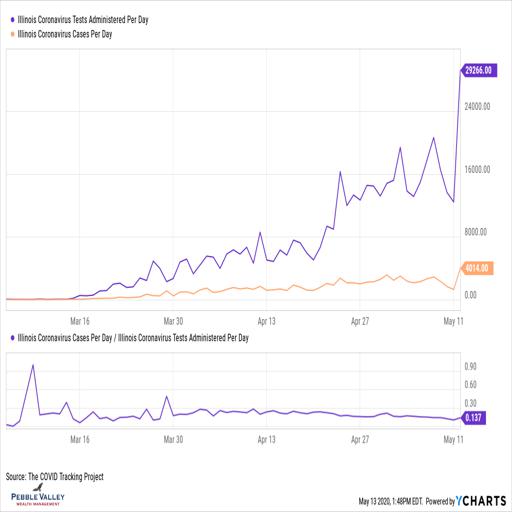 Illinois Coronavirus Tests Administered Per Day
Illinois Coronavirus Cases Per Day
29266.00
24000.00
16000.00
8000.00
4014.00
0.00
Mar 16 Mar 30 Apr 13 Apr 27 May 11
Illinois Coronavirus Cases Per Day / Illinois Coronavirus Tests Administered Per Day
0.90
0.60
0.30
0.137
Mar 16 Mar 30 Apr 13 Apr 27 May 11
Source: The COVID Tracking Project
PEBBLE VALLEY
WEALTH MANAGEMENT
May 13 2020, 1:48PM EDT. Powered by YCHARTS